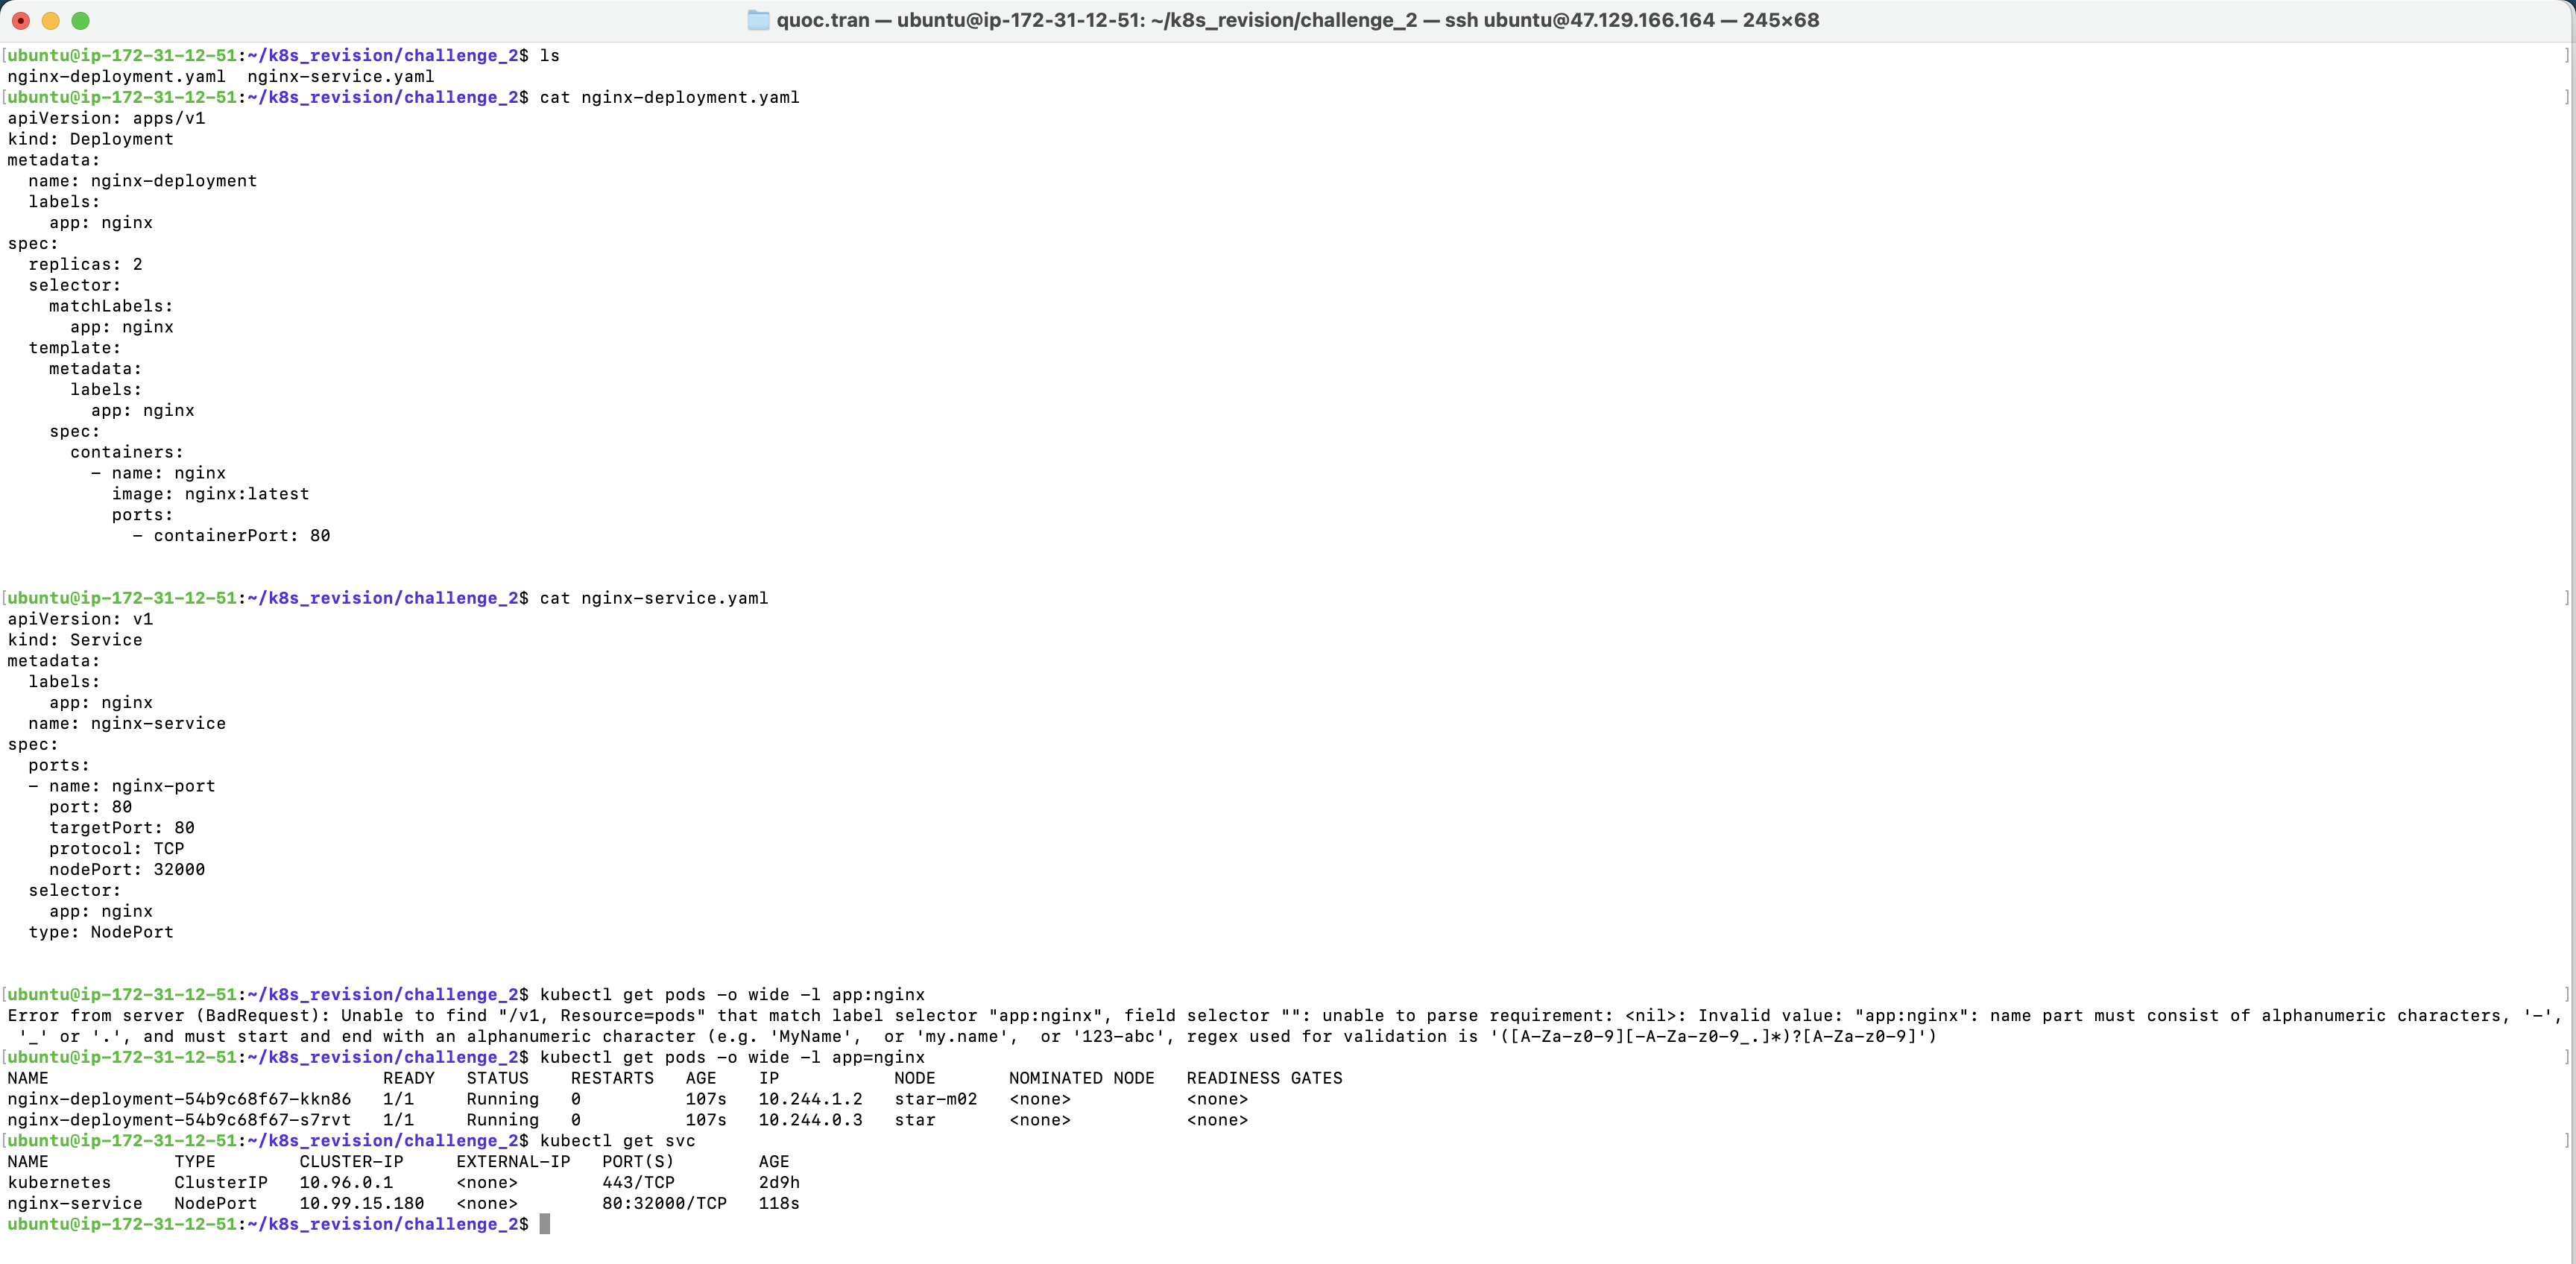 quoc.tran — ubuntu@ip-172-31-12-51: ~/k8s_revision/challenge_2 — ssh ubuntu@47.129.166.164 — 245×68
[ubuntu@ip-172-31-12-51:~/k8s_revision/challenge_2$ ls ]
nginx-deployment.yaml  nginx-service.yaml
[ubuntu@ip-172-31-12-51:~/k8s_revision/challenge_2$ cat nginx-deployment.yaml ]
apiVersion: apps/v1
kind: Deployment
metadata:
  name: nginx-deployment
  labels:
    app: nginx
spec:
  replicas: 2
  selector:
    matchLabels:
      app: nginx
  template:
    metadata:
      labels:
        app: nginx
    spec:
      containers:
        - name: nginx
          image: nginx:latest
          ports:
            - containerPort: 80
[ubuntu@ip-172-31-12-51:~/k8s_revision/challenge_2$ cat nginx-service.yaml ]
apiVersion: v1
kind: Service
metadata:
  labels:
    app: nginx
  name: nginx-service
spec:
  ports:
  - name: nginx-port
    port: 80
    targetPort: 80
    protocol: TCP
    nodePort: 32000
  selector:
    app: nginx
  type: NodePort
[ubuntu@ip-172-31-12-51:~/k8s_revision/challenge_2$ kubectl get pods -o wide -l app:nginx ]
Error from server (BadRequest): Unable to find "/v1, Resource=pods" that match label selector "app:nginx", field selector "": unable to parse requirement: <nil>: Invalid value: "app:nginx": name part must consist of alphanumeric characters, '-',
 '_' or '.', and must start and end with an alphanumeric character (e.g. 'MyName',  or 'my.name',  or '123-abc', regex used for validation is '([A-Za-z0-9][-A-Za-z0-9_.]*)?[A-Za-z0-9]')
[ubuntu@ip-172-31-12-51:~/k8s_revision/challenge_2$ kubectl get pods -o wide -l app=nginx ]
NAME                                READY   STATUS    RESTARTS   AGE    IP           NODE       NOMINATED NODE   READINESS GATES
nginx-deployment-54b9c68f67-kkn86   1/1     Running   0          107s   10.244.1.2   star-m02   <none>           <none>
nginx-deployment-54b9c68f67-s7rvt   1/1     Running   0          107s   10.244.0.3   star       <none>           <none>
[ubuntu@ip-172-31-12-51:~/k8s_revision/challenge_2$ kubectl get svc ]
NAME            TYPE        CLUSTER-IP     EXTERNAL-IP   PORT(S)        AGE
kubernetes      ClusterIP   10.96.0.1      <none>        443/TCP        2d9h
nginx-service   NodePort    10.99.15.180   <none>        80:32000/TCP   118s
ubuntu@ip-172-31-12-51:~/k8s_revision/challenge_2$